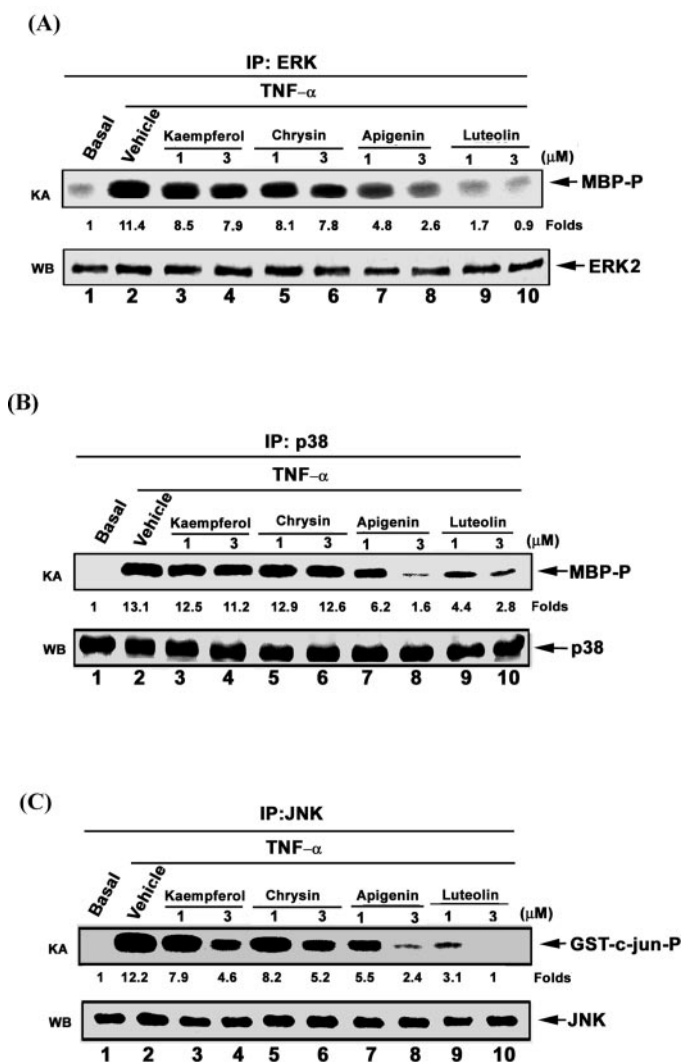 (A)
IP: ERK
TNF-α
Basal Vehicle Kaempferol Chrysin Apigenin Luteolin
1 3 1 3 1 3 1 3 (μM)
KA MBP-P
1 11.4 8.5 7.9 8.1 7.8 4.8 2.6 1.7 0.9 Folds
WB ERK2
1 2 3 4 5 6 7 8 9 10
(B)
IP: p38
TNF-α
Basal Vehicle Kaempferol Chrysin Apigenin Luteolin
1 3 1 3 1 3 1 3 (μM)
KA MBP-P
1 13.1 12.5 11.2 12.9 12.6 6.2 1.6 4.4 2.8 Folds
WB p38
1 2 3 4 5 6 7 8 9 10
(C)
IP:JNK
TNF-α
Basal Vehicle Kaempferol Chrysin Apigenin Luteolin
1 3 1 3 1 3 1 3 (μM)
KA GST-c-jun-P
1 12.2 7.9 4.6 8.2 5.2 5.5 2.4 3.1 1 Folds
WB JNK
1 2 3 4 5 6 7 8 9 10